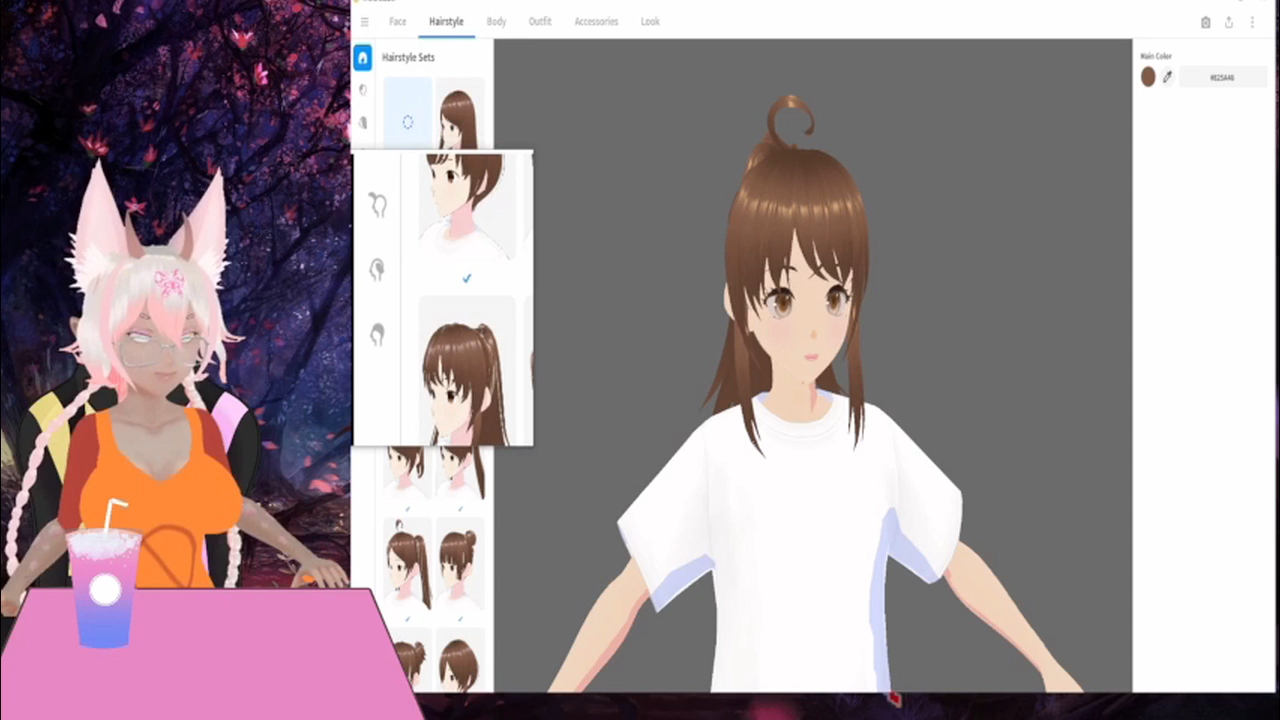 Face
Hairstyle
Body
Outfit
Accessories
Look
Hairstyle Sets
Main Color